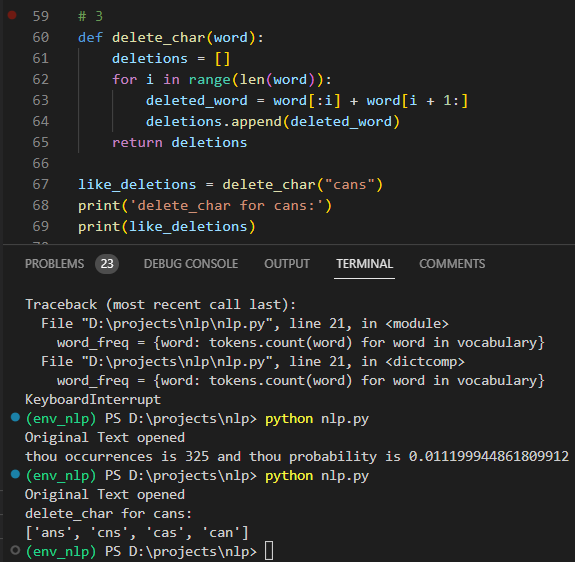 59 # 3
60 def delete_char(word):
61     deletions = []
62     for i in range(len(word)):
63         deleted_word = word[:i] + word[i + 1:]
64         deletions.append(deleted_word)
65     return deletions
66
67 like_deletions = delete_char("cans")
68 print('delete_char for cans:')
69 print(like_deletions)
PROBLEMS 23 DEBUG CONSOLE OUTPUT TERMINAL COMMENTS
Traceback (most recent call last):
  File "D:\projects\nlp\nlp.py", line 21, in <module>
    word_freq = {word: tokens.count(word) for word in vocabulary}
  File "D:\projects\nlp\nlp.py", line 21, in <dictcomp>
    word_freq = {word: tokens.count(word) for word in vocabulary}
KeyboardInterrupt
(env_nlp) PS D:\projects\nlp> python nlp.py
Original Text opened
thou occurrences is 325 and thou probability is 0.011199944861809912
(env_nlp) PS D:\projects\nlp> python nlp.py
Original Text opened
delete_char for cans:
['ans', 'cns', 'cas', 'can']
(env_nlp) PS D:\projects\nlp>